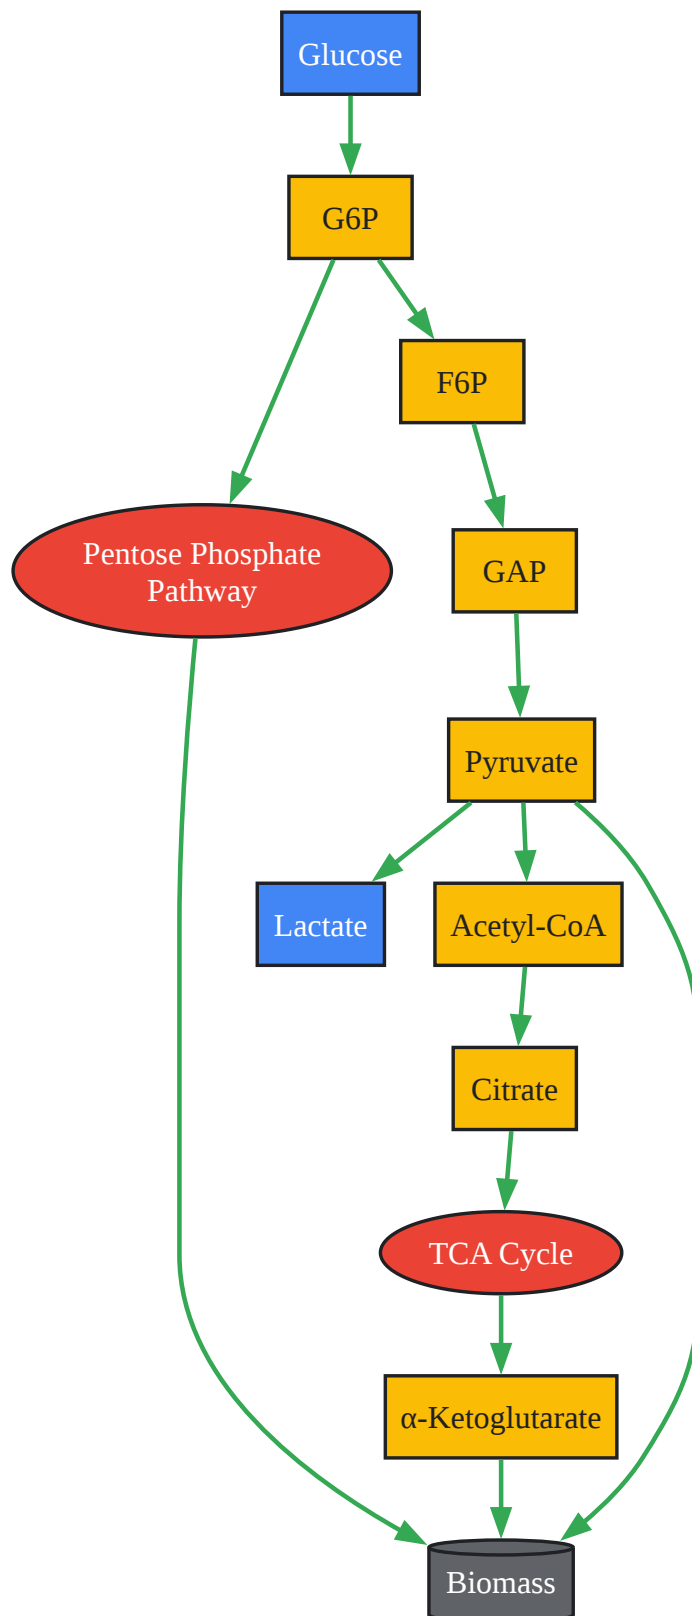 Glucose
G6P
F6P
Pentose Phosphate
Pathway
GAP
Pyruvate
Lactate
Acetyl-CoA
Citrate
TCA Cycle
α-Ketoglutarate
Biomass